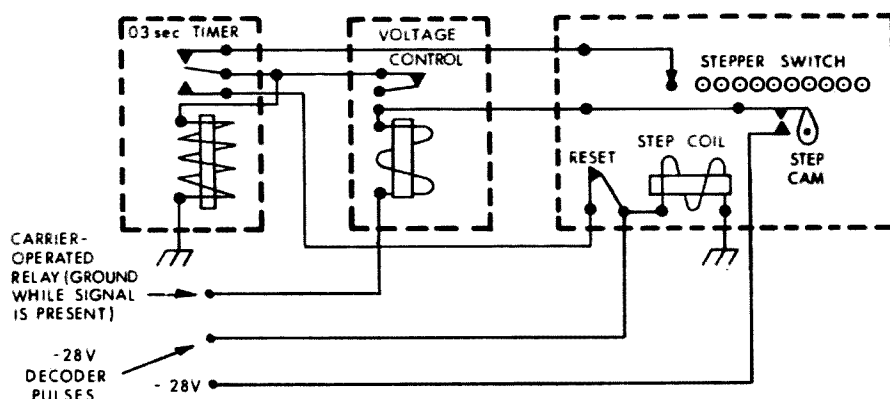 03 sec TIMER
VOLTAGE
CONTROL
STEPPER SWITCH
RESET
STEP COIL
STEP
CAM
CARRIER-
OPERATED
RELAY (GROUND
WHILE SIGNAL
IS PRESENT)
-28V
DECODER
PULSES
-28V